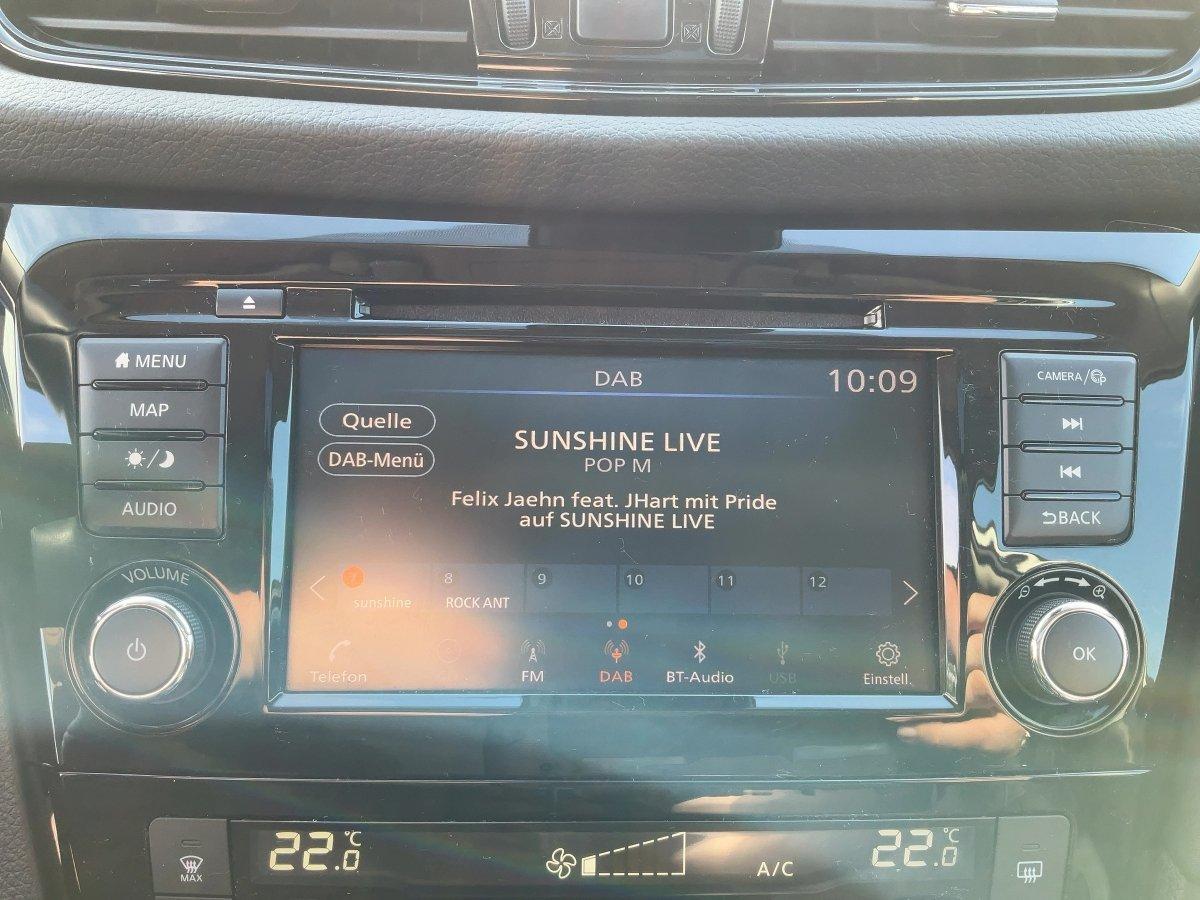 MENU
MAP
AUDIO
VOLUME
DAB
10:09
Quelle
DAB-Menü
SUNSHINE LIVE
POP M
Felix Jaehn feat. JHart mit Pride
auf SUNSHINE LIVE
7
8
9
10
11
12
sunshine
ROCK ANT
Telefon
FM
DAB
BT-Audio
USB
Einstell.
CAMERA/
BACK
OK
MAX
22.0 °C
A/C
22.0 °C